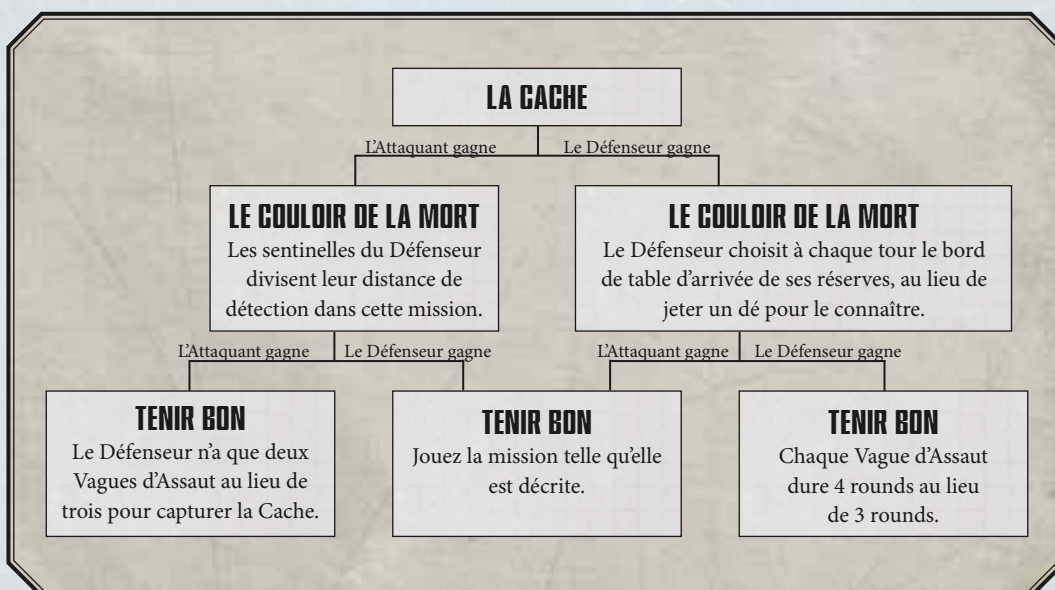 LA CACHE
L'Attaquant gagne
Le Défenseur gagne
LE COULOIR DE LA MORT
Les sentinelles du Défenseur
divisent leur distance de
détection dans cette mission.
LE COULOIR DE LA MORT
Le Défenseur choisit à chaque tour le bord
de table d'arrivée de ses réserves, au lieu de
jeter un dé pour le connaître.
L'Attaquant gagne
Le Défenseur gagne
L'Attaquant gagne
Le Défenseur gagne
TENIR BON
Le Défenseur n'a que deux
Vagues d'Assaut au lieu de
trois pour capturer la Cache.
TENIR BON
Jouez la mission telle qu'elle
est décrite.
TENIR BON
Chaque Vague d'Assaut
dure 4 rounds au lieu
de 3 rounds.